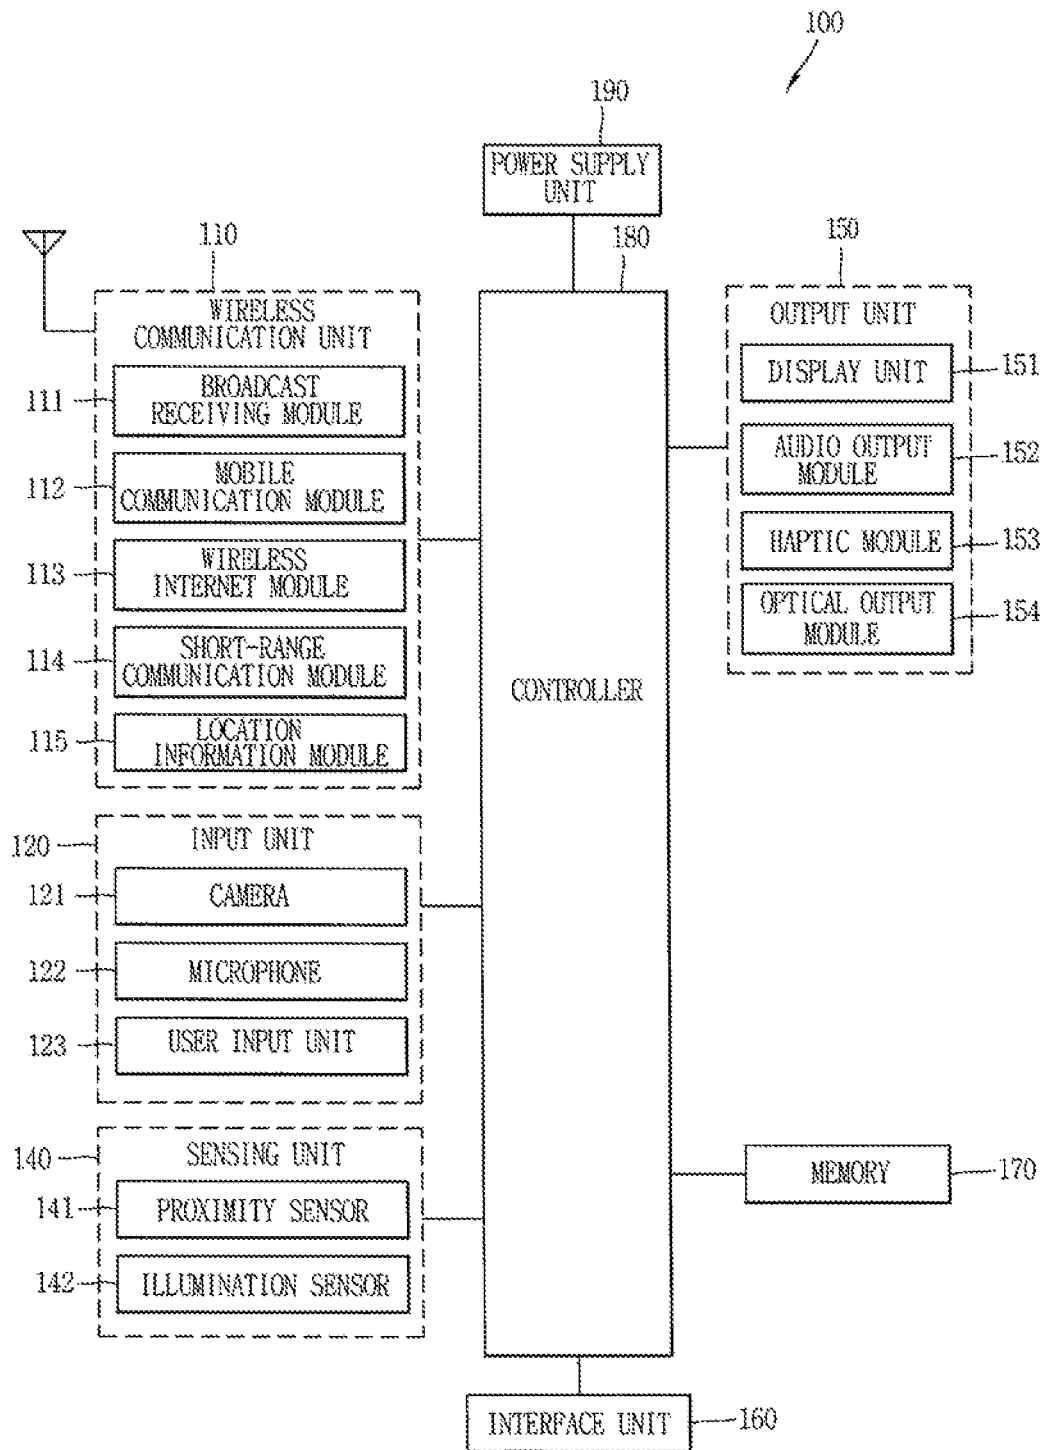 100
190
POWER SUPPLY
UNIT
110
180
150
WIRELESS
COMMUNICATION UNIT
111
BROADCAST
RECEIVING MODULE
112
MOBILE
COMMUNICATION MODULE
113
WIRELESS
INTERNET MODULE
114
SHORT-RANGE
COMMUNICATION MODULE
115
LOCATION
INFORMATION MODULE
120
INPUT UNIT
121
CAMERA
122
MICROPHONE
123
USER INPUT UNIT
140
SENSING UNIT
141
PROXIMITY SENSOR
142
ILLUMINATION SENSOR
CONTROLLER
OUTPUT UNIT
DISPLAY UNIT
151
AUDIO OUTPUT
MODULE
152
HAPTIC MODULE
153
OPTICAL OUTPUT
MODULE
154
MEMORY
170
INTERFACE UNIT
160